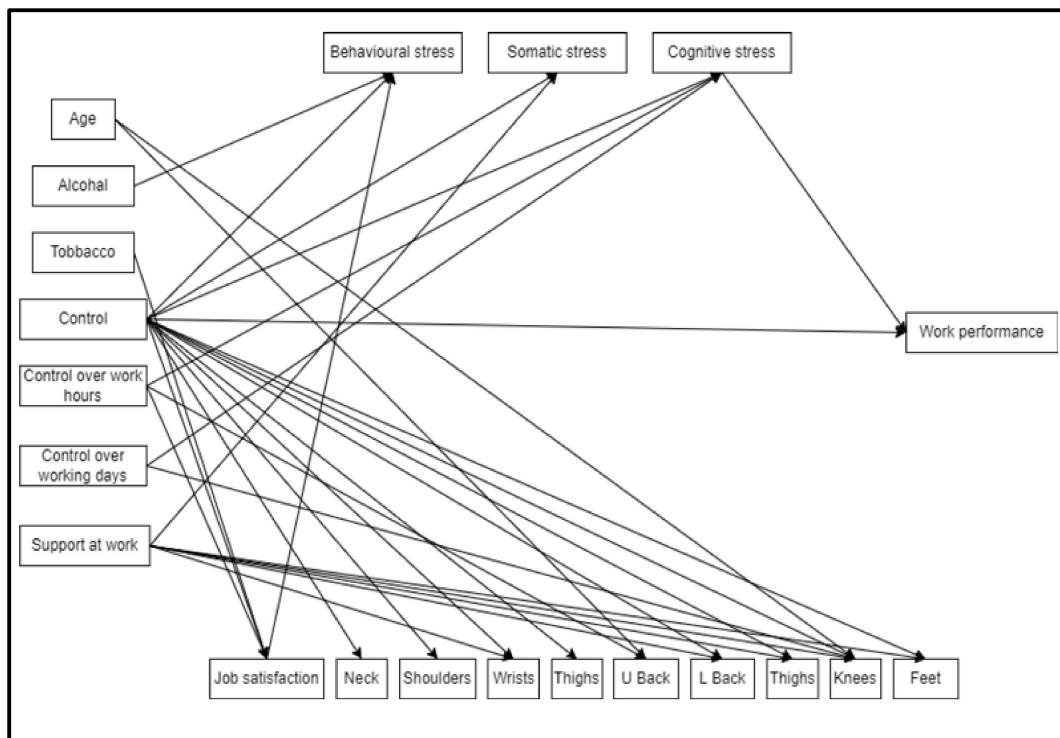 Behavioural stress
Somatic stress
Cognitive stress
Age
Alcohal
Tobbacco
Control
Work performance
Control over work
hours
Control over
working days
Support at work
Job satisfaction
Neck
Shoulders
Wrists
Thighs
U Back
L Back
Thighs
Knees
Feet